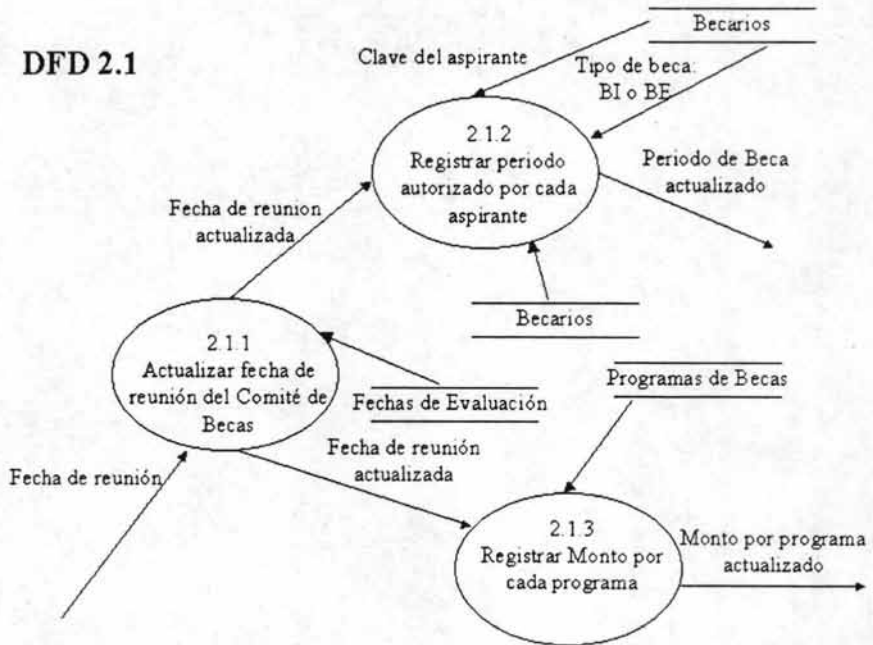 DFD 2.1
Becarios
Clave del aspirante
Tipo de beca:
BI o BE
2.1.2
Registrar periodo
autorizado por cada
aspirante
Periodo de Beca
actualizado
Fecha de reunion
actualizada
Becarios
2.1.1
Actualizar fecha de
reunión del Comité de
Becas
Fechas de Evaluación
Programas de Becas
Fecha de reunión
actualizada
Fecha de reunión
2.1.3
Registrar Monto por
cada programa
Monto por programa
actualizado